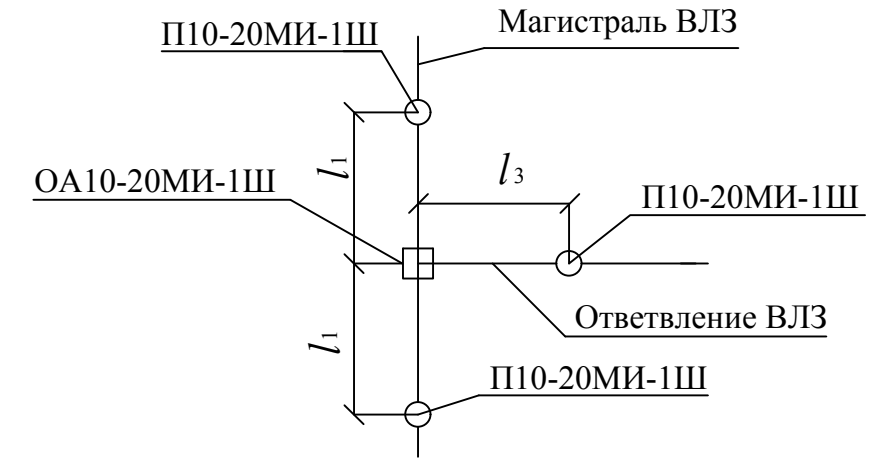 Магистраль ВЛЗ
П10-20МИ-1Ш
l1
l3
ОА10-20МИ-1Ш
П10-20МИ-1Ш
Ответвление ВЛЗ
l1
П10-20МИ-1Ш